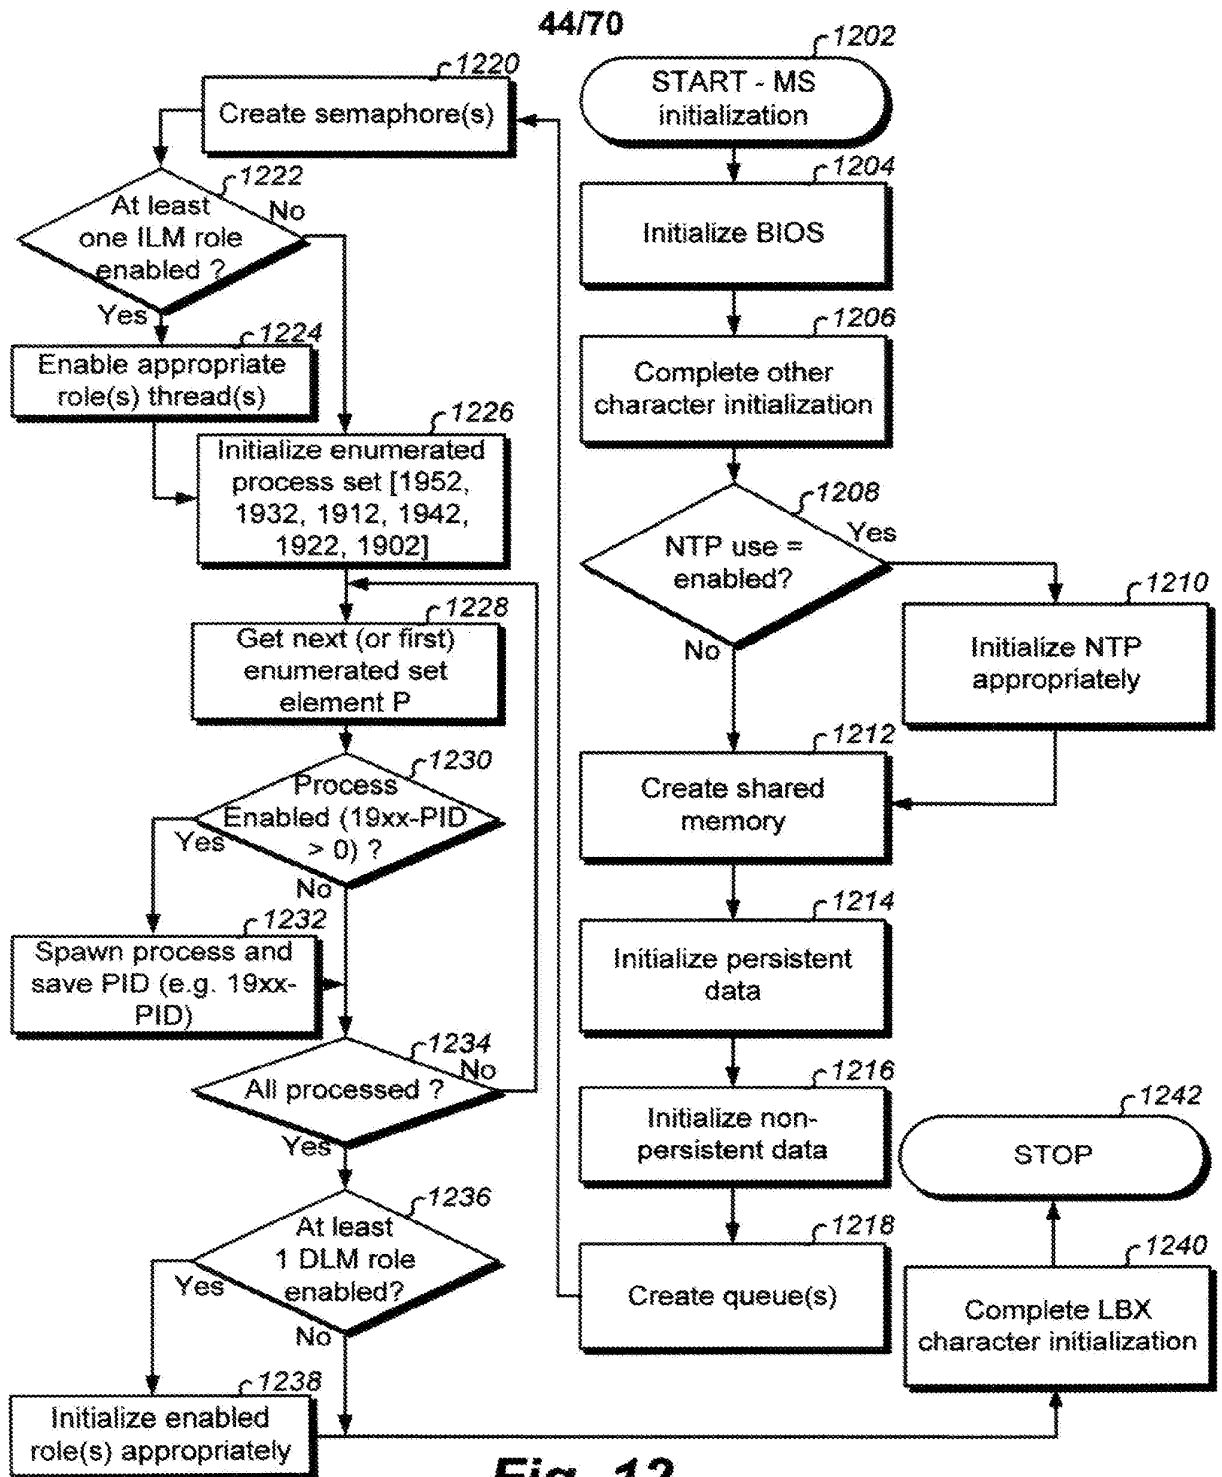 44/70
1202
START - MS
initialization
1204
Initialize BIOS
1206
Complete other
character initialization
1208
NTP use =
enabled?
Yes
No
1210
Initialize NTP
appropriately
1212
Create shared
memory
1214
Initialize persistent
data
1216
Initialize non-
persistent data
1218
Create queue(s)
1220
Create semaphore(s)
1222
At least
one ILM role
enabled ?
No
Yes
1224
Enable appropriate
role(s) thread(s)
1226
Initialize enumerated
process set [1952,
1932, 1912, 1942,
1922, 1902]
1228
Get next (or first)
enumerated set
element P
1230
Process
Enabled (19xx-PID
> 0) ?
Yes
No
1232
Spawn process and
save PID (e.g. 19xx-
PID)
1234
All processed ?
No
Yes
1236
At least
1 DLM role
enabled?
Yes
No
1238
Initialize enabled
role(s) appropriately
1240
Complete LBX
character initialization
1242
STOP
Fig. 12